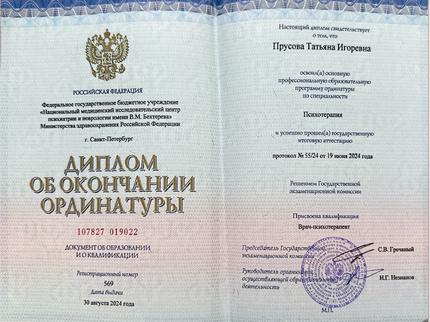 РОССИЙСКАЯ ФЕДЕРАЦИЯ
Федеральное государственное бюджетное учреждение
«Национальный медицинский исследовательский центр
психиатрии и неврологии имени В.М. Бехтерева»
Министерства здравоохранения Российской Федерации
г. Санкт-Петербург
ДИПЛОМ
ОБ ОКОНЧАНИИ
ОРДИНАТУРЫ
107827 019022
ДОКУМЕНТ ОБ ОБРАЗОВАНИИ
И О КВАЛИФИКАЦИИ
Регистрационный номер
569
Дата выдачи
30 августа 2024 года
Настоящий диплом свидетельствует
о том, что
Прусова Татьяна Игоревна
освоил(а) основную
профессиональную образовательную
программу ординатуры
по специальности
Психотерапия
и успешно прошел(а) государственную
итоговую аттестацию
протокол № 55/24 от 19 июня 2024 года
Решением Государственной
экзаменационной комиссии
Присвоена квалификация
Врач-психотерапевт
Председатель Государственной
экзаменационной комиссии
С.В. Гречаный
Руководитель организации,
осуществляющей образовательную
деятельность
Н.Г. Незнанов
М.П.